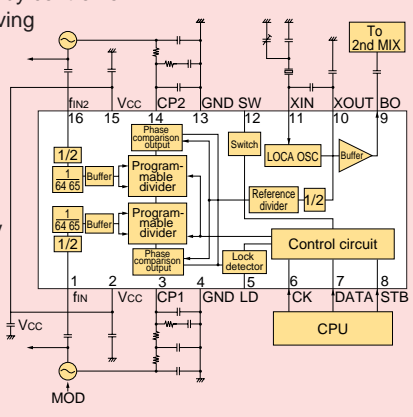 ving
To
2nd MIX
fIN2 VCC CP2 GND SW XIN XOUT BO
16 15 14 13 12 11 10 9
Phase
comparison
output
Switch
LOCA OSC
Buffer
1/2
1
64 65
Buffer
Program-
mable
divider
Reference
divider
1/2
1
64 65
Buffer
Program-
mable
divider
1/2
Phase
comparison
output
Lock
detector
Control circuit
1 2 3 4 5 6 7 8
fIN VCC CP1 GND LD CK DATA STB
VCC
CPU
MOD